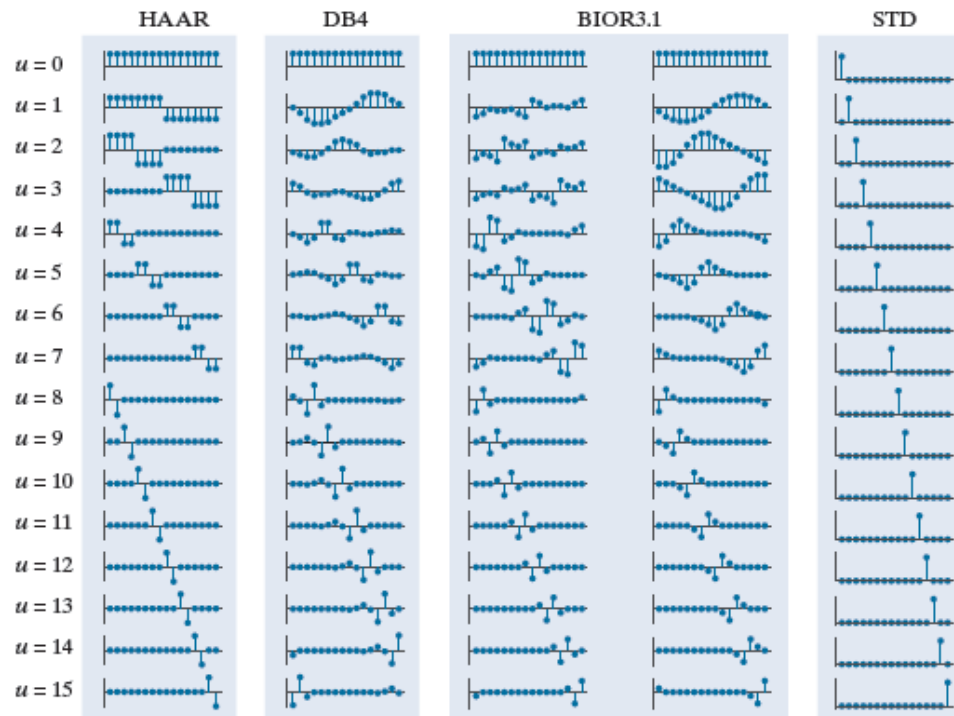 HAAR DB4 BIOR3.1 STD
u = 0
u = 1
u = 2
u = 3
u = 4
u = 5
u = 6
u = 7
u = 8
u = 9
u = 10
u = 11
u = 12
u = 13
u = 14
u = 15